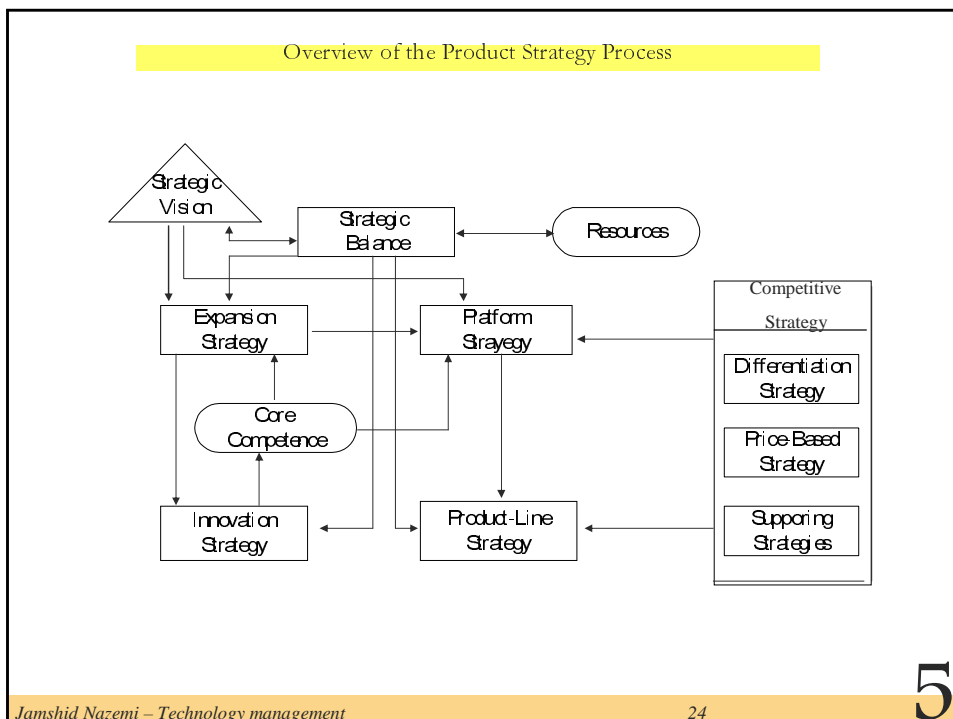 Overview of the Product Strategy Process
Strategic
Vision
Strategic
Balance
Resources
Expansion
Strategy
Platform
Strayegy
Competitive
Strategy
Differentiation
Strategy
Core
Competence
Price-Based
Strategy
Innovation
Strategy
Product-Line
Strategy
Supporing
Strategies
Jamshid Nazemi – Technology management 24
5